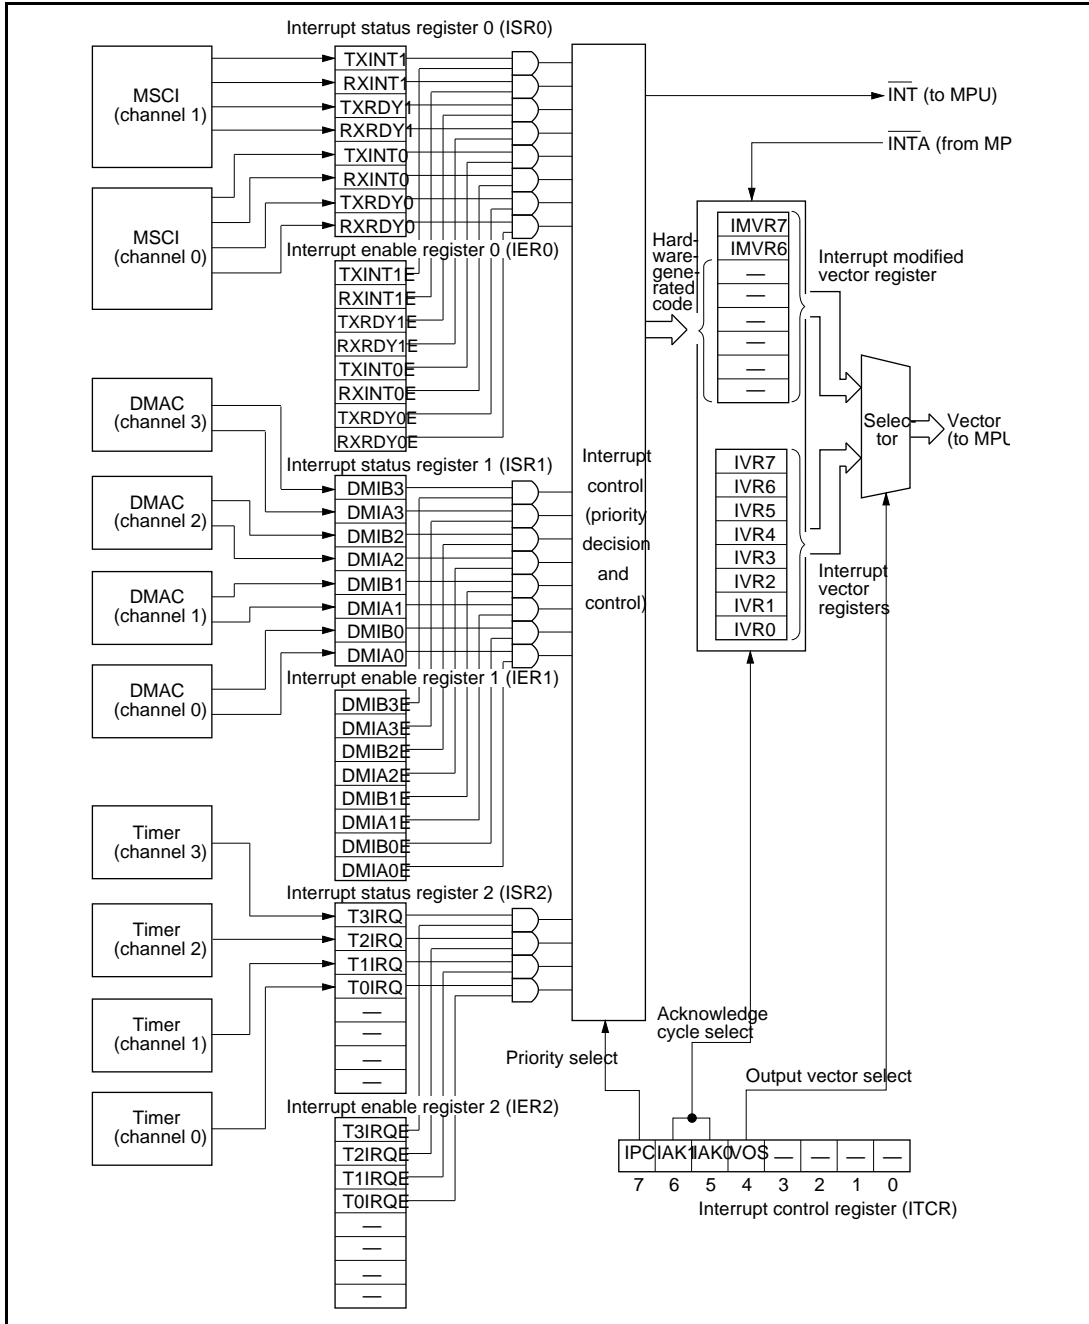 Interrupt status register 0 (ISR0)
MSCI
(channel 1)
MSCI
(channel 0)
TXINT1
RXINT1
TXRDY1
RXRDY1
TXINT0
RXINT0
TXRDY0
RXRDY0
Interrupt enable register 0 (IER0)
TXINT1E
RXINT1E
TXRDY1E
RXRDY1E
TXINT0E
RXINT0E
TXRDY0E
RXRDY0E
DMAC
(channel 3)
DMAC
(channel 2)
DMAC
(channel 1)
DMAC
(channel 0)
Interrupt status register 1 (ISR1)
DMIB3
DMIA3
DMIB2
DMIA2
DMIB1
DMIA1
DMIB0
DMIA0
Interrupt enable register 1 (IER1)
DMIB3E
DMIA3E
DMIB2E
DMIA2E
DMIB1E
DMIA1E
DMIB0E
DMIA0E
Timer
(channel 3)
Timer
(channel 2)
Timer
(channel 1)
Timer
(channel 0)
Interrupt status register 2 (ISR2)
T3IRQ
T2IRQ
T1IRQ
T0IRQ
—
—
—
—
Interrupt enable register 2 (IER2)
T3IRQE
T2IRQE
T1IRQE
T0IRQE
—
—
—
—
Interrupt
control
(priority
decision
and
control)
INT (to MPU)
INTA (from MP
Hard-
ware-
gene-
rated
code
IMVR7
IMVR6
—
—
—
—
—
—
Interrupt modified
vector register
IVR7
IVR6
IVR5
IVR4
IVR3
IVR2
IVR1
IVR0
Interrupt
vector
registers
Selec-
tor
Vector
(to MPU
Priority select
Acknowledge
cycle select
Output vector select
IPC IAK1 IAK0 VOS — — — —
7 6 5 4 3 2 1 0
Interrupt control register (ITCR)